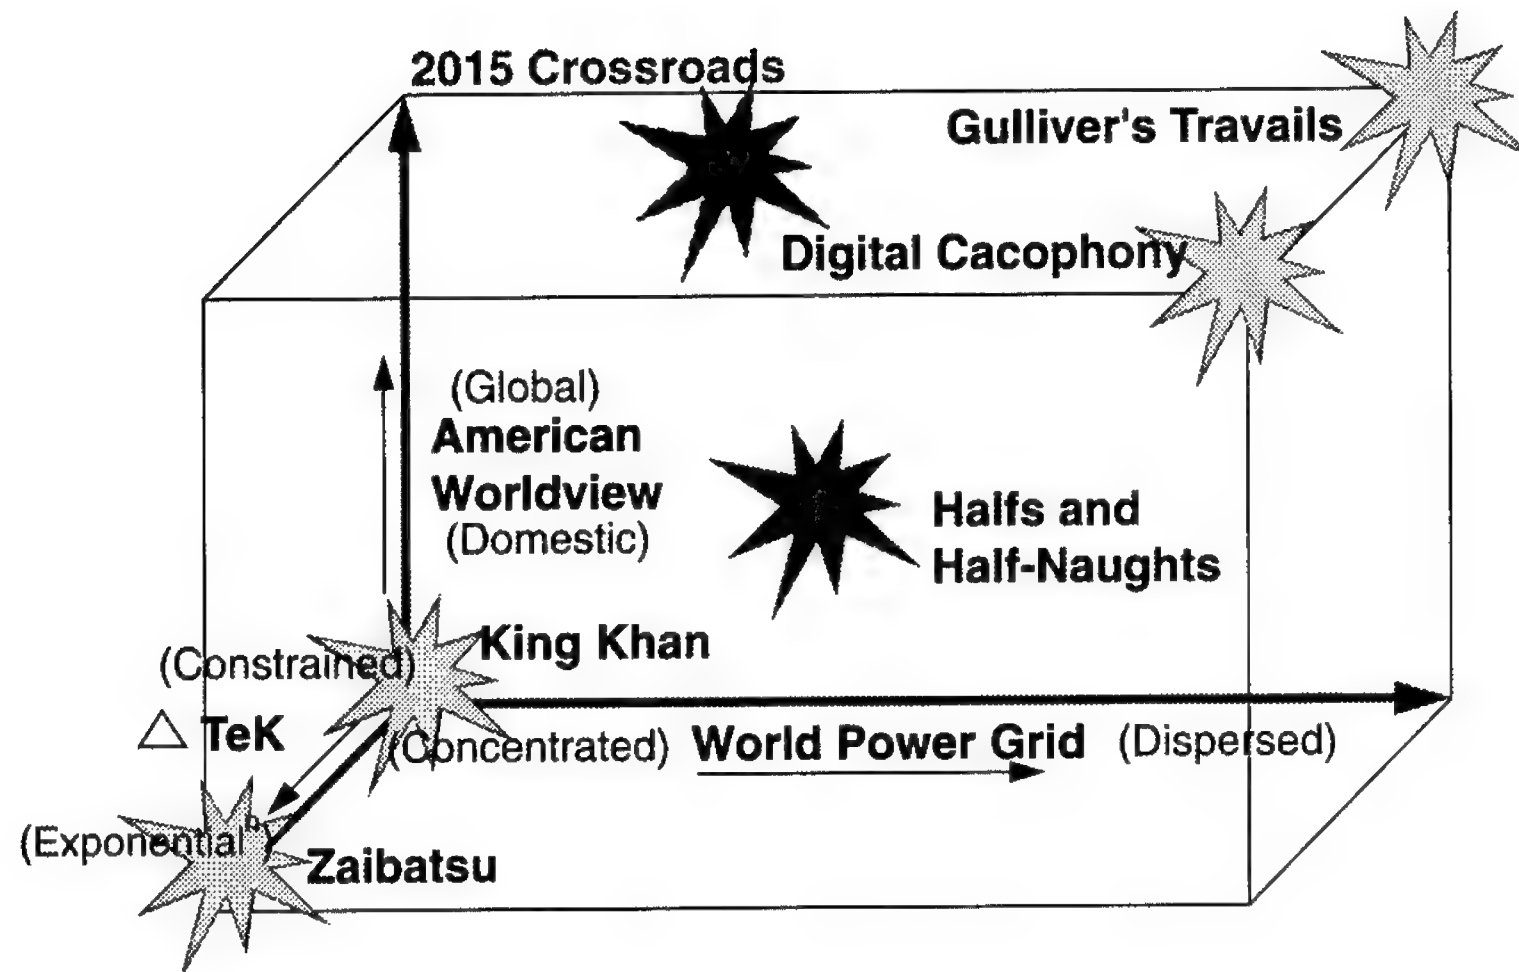 2015 Crossroads
Gulliver's Travails
Digital Cacophony
(Global)
American
Worldview
(Domestic)
Halfs and
Half-Naughts
King Khan
(Constrained)
△ TeK
(Concentrated) World Power Grid (Dispersed)
(Exponential)
Zaibatsu